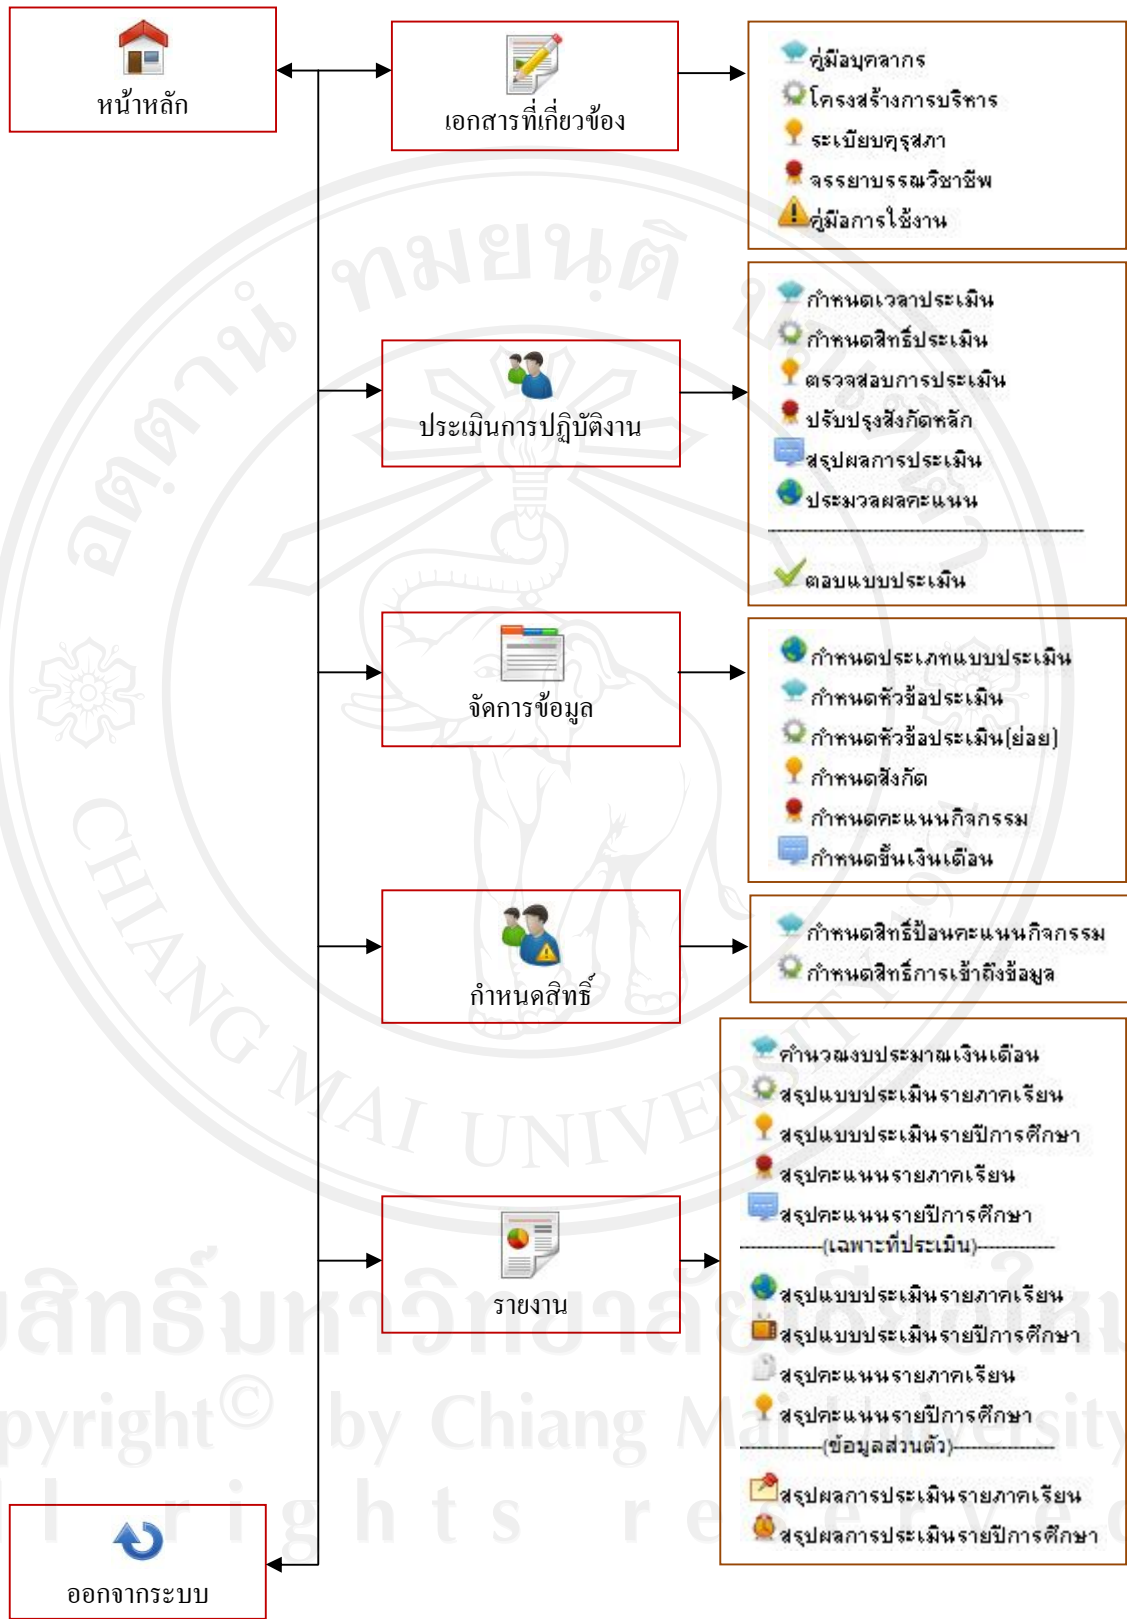 หน้าหลัก
เอกสารที่เกี่ยวข้อง
คู่มือบุคลากร
โครงสร้างการบริหาร
ระเบียบคุรุสภา
จรรยาบรรณวิชาชีพ
คู่มือการใช้งาน
ประเมินการปฏิบัติงาน
กำหนดเวลาประเมิน
กำหนดสิทธิ์ประเมิน
ตรวจสอบการประเมิน
ปรับปรุงสังกัดหลัก
สรุปผลการประเมิน
ประมวลผลคะแนน
ตอบแบบประเมิน
จัดการข้อมูล
กำหนดประเภทแบบประเมิน
กำหนดหัวข้อประเมิน
กำหนดหัวข้อประเมิน(ย่อย)
กำหนดสังกัด
กำหนดคะแนนกิจกรรม
กำหนดขั้นเงินเดือน
กำหนดสิทธิ์
กำหนดสิทธิ์ป้อนคะแนนกิจกรรม
กำหนดสิทธิ์การเข้าถึงข้อมูล
รายงาน
คำนวณงบประมาณเงินเดือน
สรุปแบบประเมินรายภาคเรียน
สรุปแบบประเมินรายปีการศึกษา
สรุปคะแนนรายภาคเรียน
สรุปคะแนนรายปีการศึกษา
(เฉพาะที่ประเมิน)
สรุปแบบประเมินรายภาคเรียน
สรุปแบบประเมินรายปีการศึกษา
สรุปคะแนนรายภาคเรียน
สรุปคะแนนรายปีการศึกษา
(ข้อมูลส่วนตัว)
สรุปผลการประเมินรายภาคเรียน
สรุปผลการประเมินรายปีการศึกษา
ออกจากระบบ
CHIANG MAI UNIVERSITY 1964
by Chiang Mai University
rights reserved